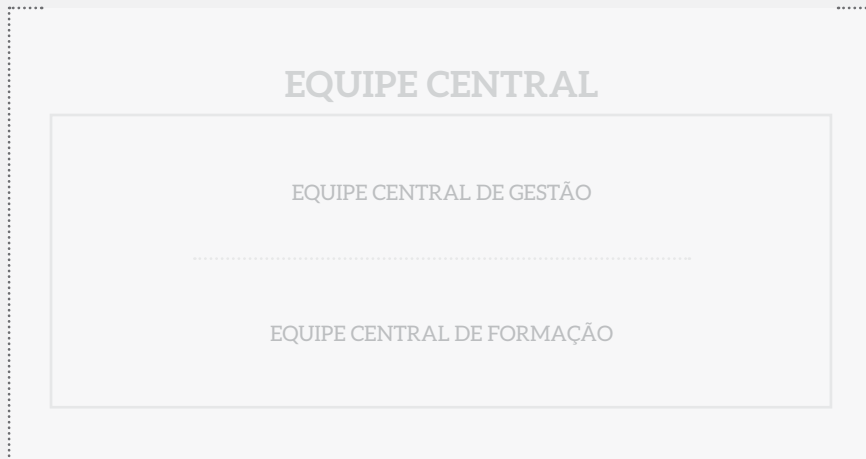 EQUIPE CENTRAL
EQUIPE CENTRAL DE GESTÃO
EQUIPE CENTRAL DE FORMAÇÃO